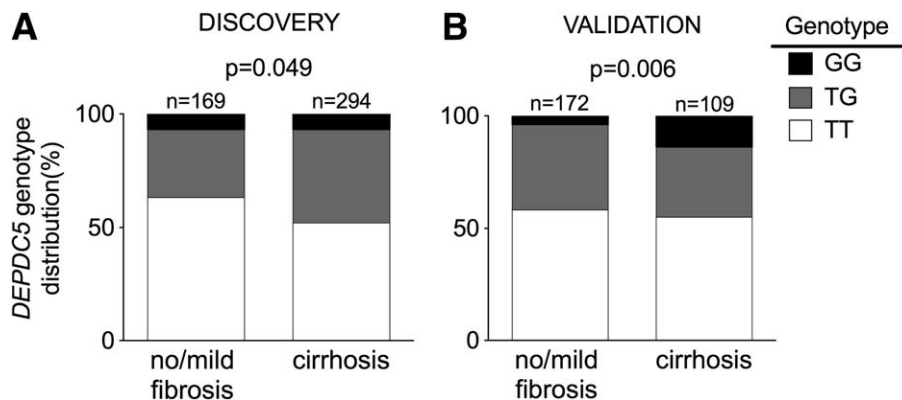 A
DISCOVERY
p=0.049
n=169
n=294
100
50
0
DEPDC5 genotype
distribution(%)
no/mild
fibrosis
cirrhosis
B
VALIDATION
p=0.006
n=172
n=109
100
50
0
no/mild
fibrosis
cirrhosis
Genotype
GG
TG
TT